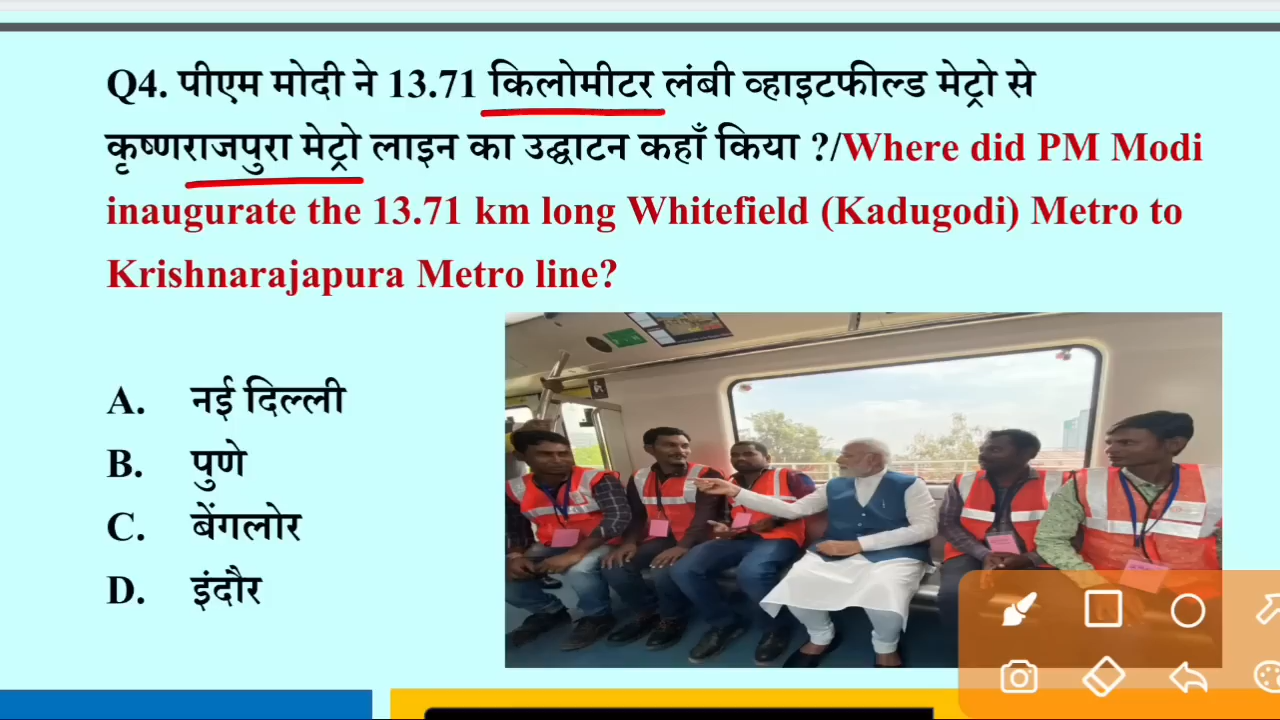 Q4. पीएम मोदी ने 13.71 किलोमीटर लंबी व्हाइटफील्ड मेट्रो से
कृष्णराजपुरा मेट्रो लाइन का उद्घाटन कहाँ किया ?/Where did PM Modi
inaugurate the 13.71 km long Whitefield (Kadugodi) Metro to
Krishnarajapura Metro line?
A. नई दिल्ली
B. पुणे
C. बेंगलोर
D. इंदौर